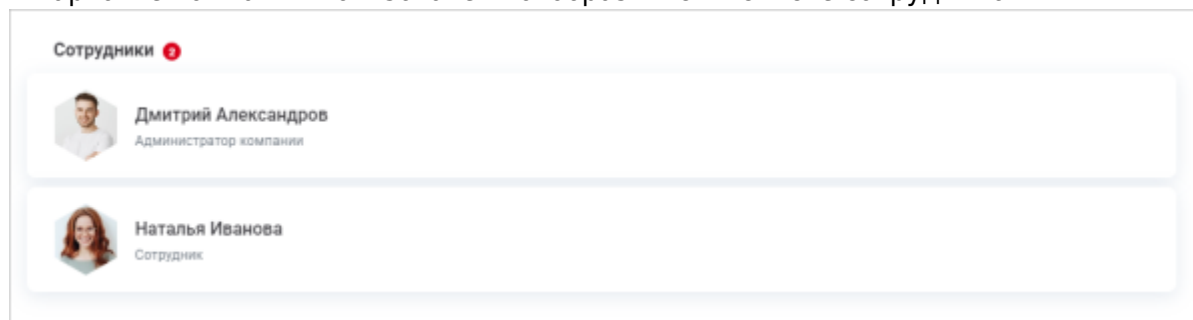 Сотрудники 2
Дмитрий Александров
Администратор компании
Наталья Иванова
Сотрудник